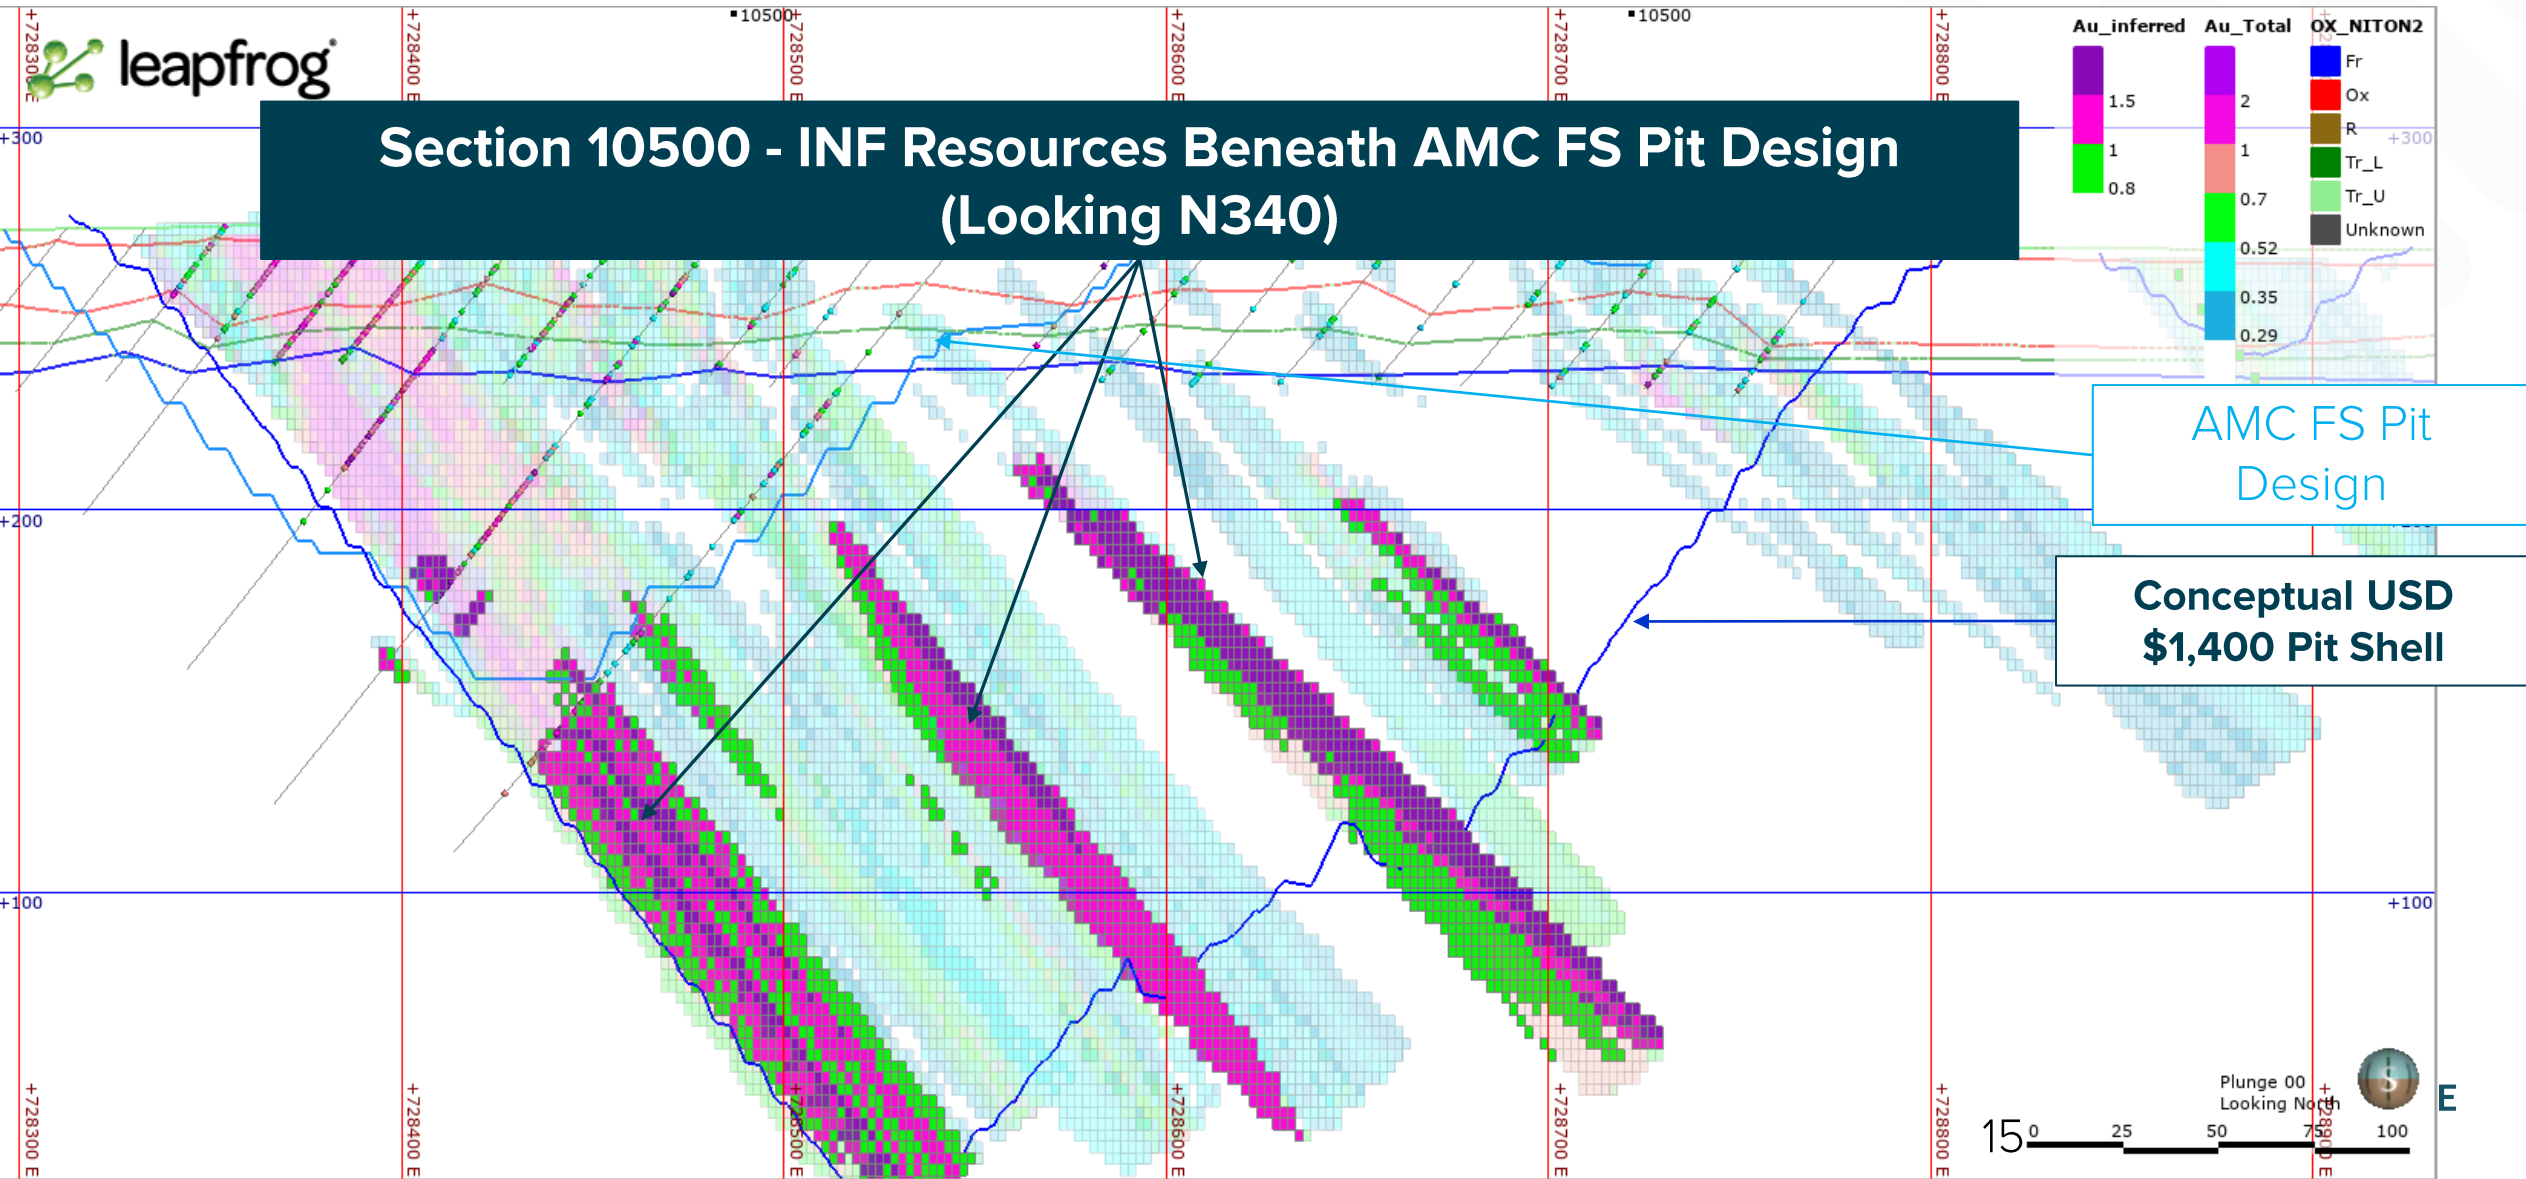 10500
10500
+728300 E
+728400 E
+728500 E
+728600 E
+728700 E
+728800 E
leapfrog
Au_inferred
1.5
1
0.8
Au_Total
2
1
0.7
0.52
0.35
0.29
OX_NITON2
Fr
Ox
R
Tr_L
Tr_U
Unknown
Section 10500 - INF Resources Beneath AMC FS Pit Design
(Looking N340)
+300
+300
AMC FS Pit
Design
+200
Conceptual USD
$1,400 Pit Shell
+100
+100
+728300 E
+728400 E
+728500 E
+728600 E
+728700 E
+728800 E
+728900 E
Plunge 00
Looking North
S
E
15
0
25
50
75
100